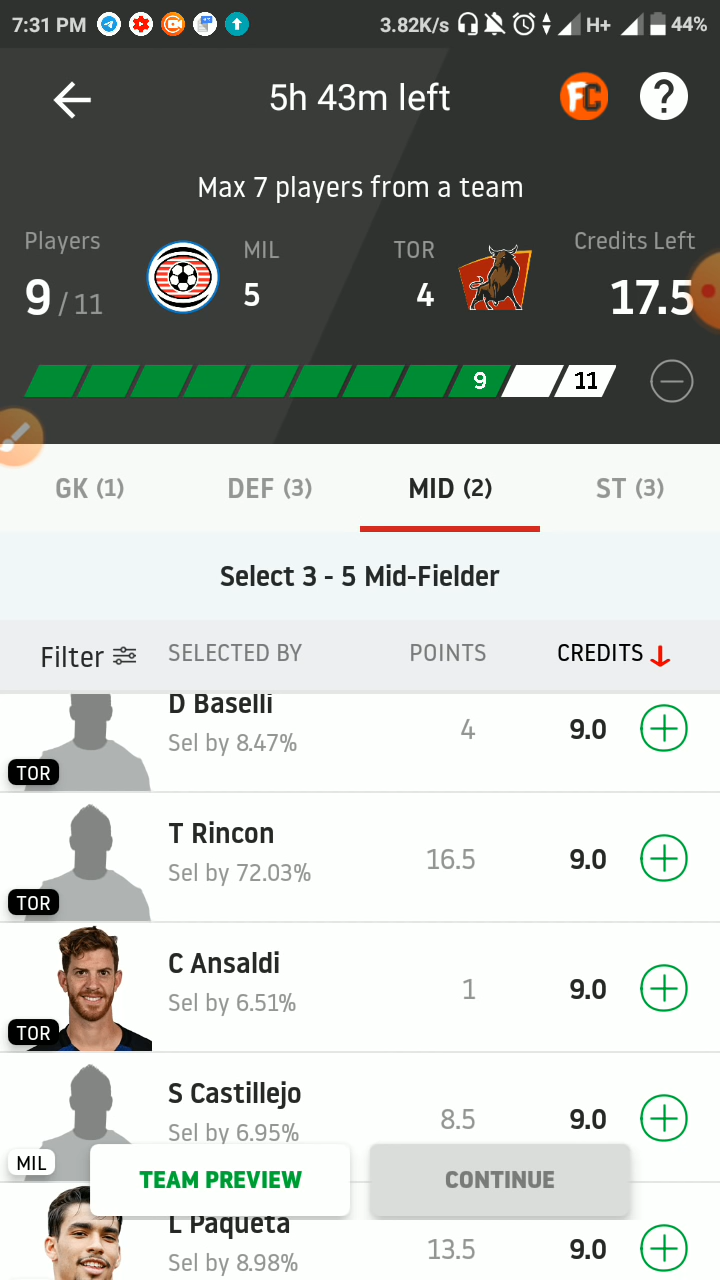 7:31 PM 3.82K/s H+ 44%
5h 43m left FC ?
Max 7 players from a team
Players MIL TOR Credits Left
9 / 11 5 4 17.5
9 11
GK (1) DEF (3) MID (2) ST (3)
Select 3 - 5 Mid-Fielder
Filter SELECTED BY POINTS CREDITS
D Baselli
Sel by 8.47% 4 9.0
TOR
T Rincon
Sel by 72.03% 16.5 9.0
TOR
C Ansaldi
Sel by 6.51% 1 9.0
TOR
S Castillejo
Sel by 6.95% 8.5 9.0
MIL
TEAM PREVIEW CONTINUE
L Paqueta
Sel by 8.98% 13.5 9.0